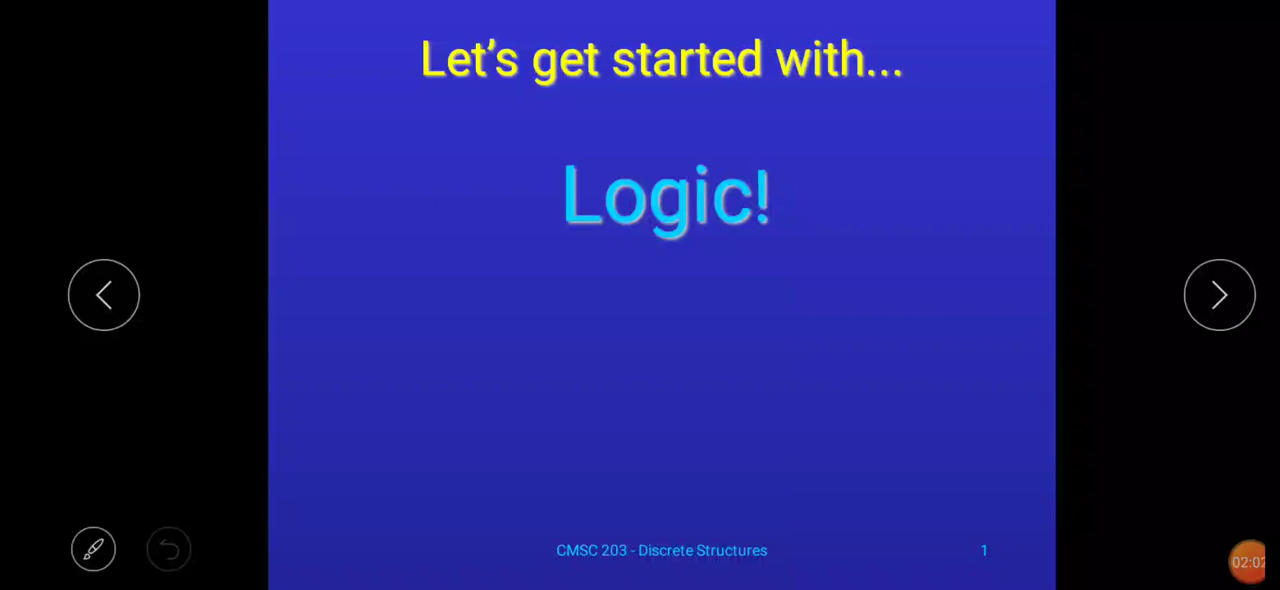 Let’s get started with...
Logic!
CMSC 203 - Discrete Structures
1
02:02